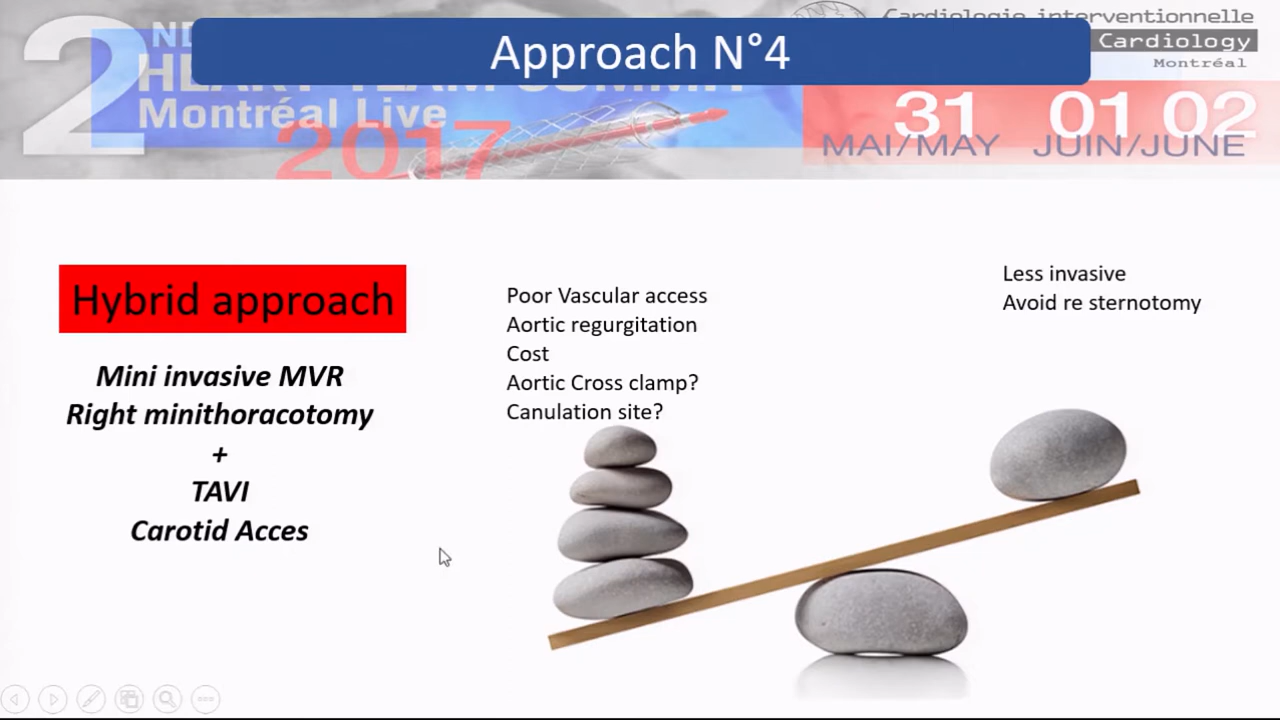 Approach N°4
2
ND
Montréal Live
2017
Cardiologie interventionnelle
Cardiology
Montréal
31 01 02
MAI/MAY JUIN/JUNE
Hybrid approach
Mini invasive MVR
Right minithoracotomy
+
TAVI
Carotid Acces
Poor Vascular access
Aortic regurgitation
Cost
Aortic Cross clamp?
Canulation site?
Less invasive
Avoid re sternotomy